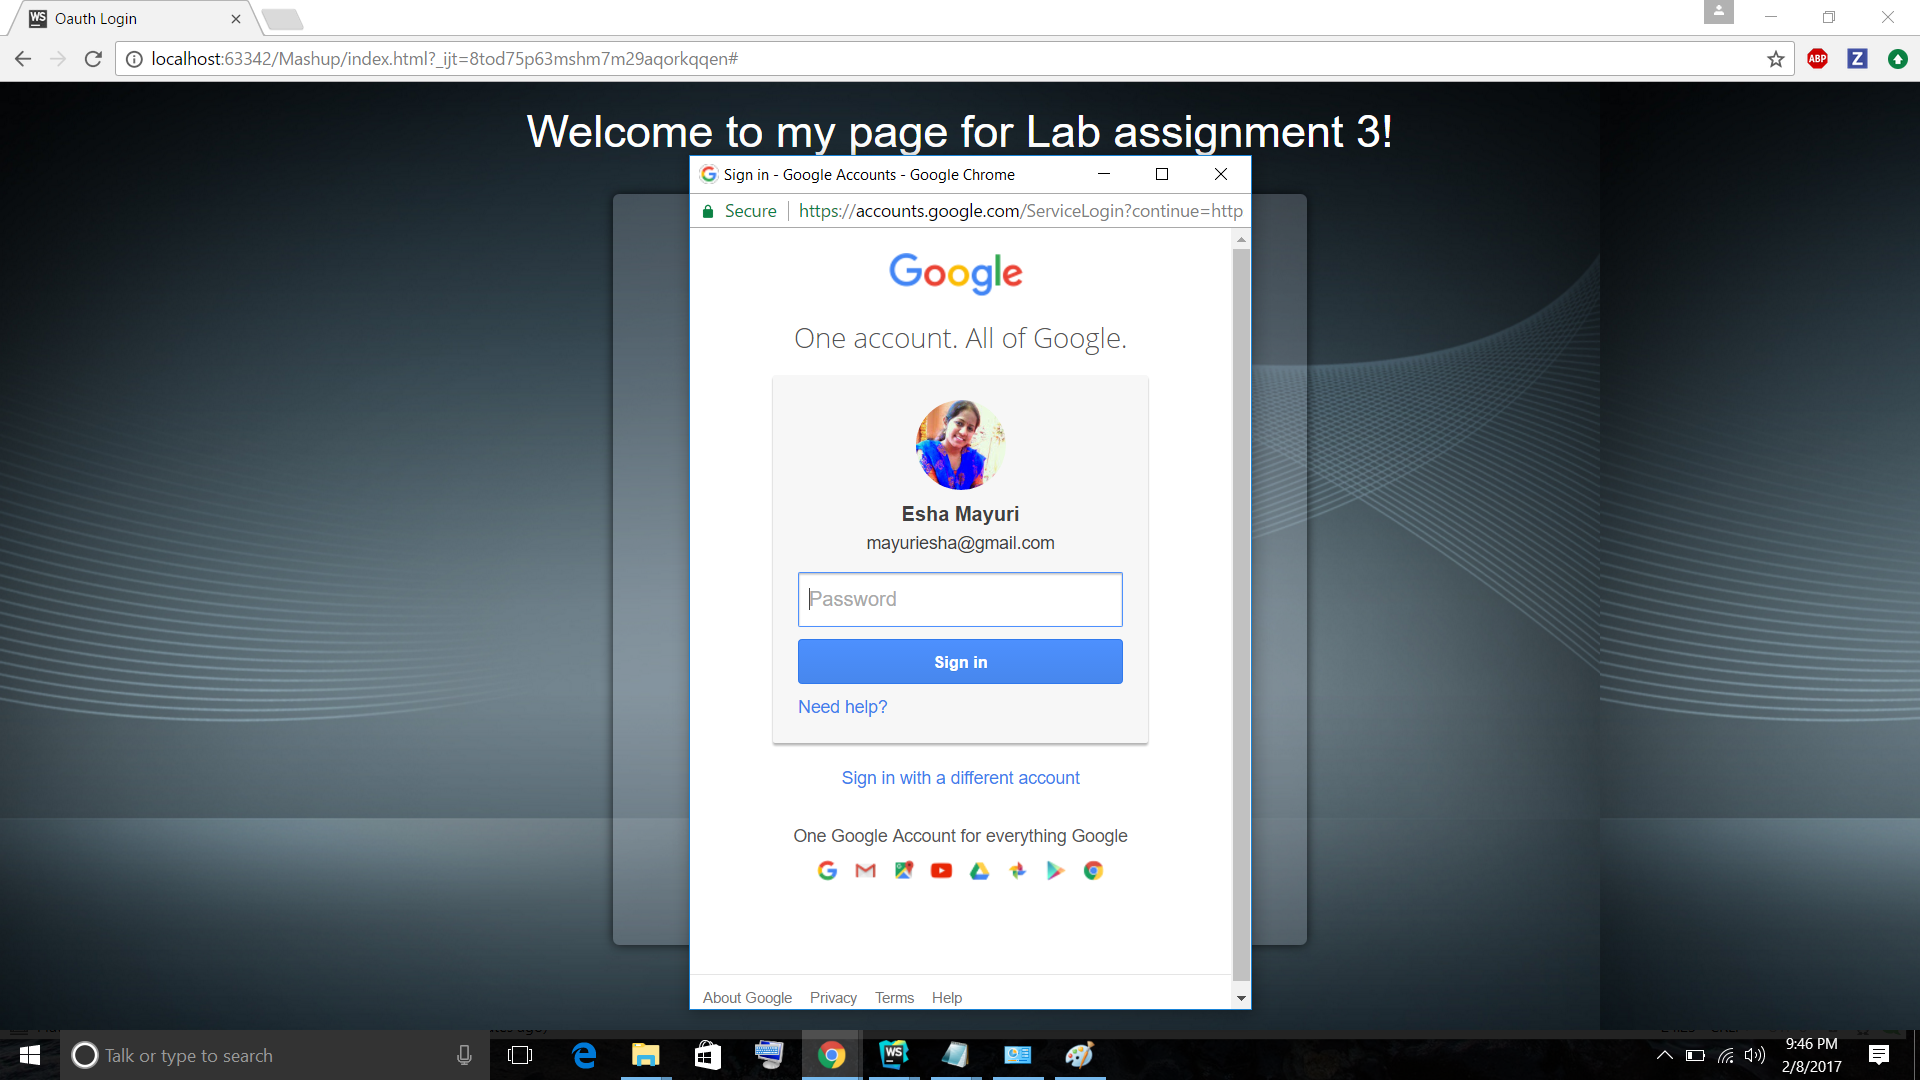 WS Oauth Login
localhost:63342/Mashup/index.html?_ijt=8tod75p63mshm7m29aqorkqqen#
ABP
Z
Welcome to my page for Lab assignment 3!
Sign in - Google Accounts - Google Chrome
Secure https://accounts.google.com/ServiceLogin?continue=http
Google
One account. All of Google.
Esha Mayuri
mayuriesha@gmail.com
Password
Sign in
Need help?
Sign in with a different account
One Google Account for everything Google
About Google Privacy Terms Help
Talk or type to search
WS
9:46 PM
2/8/2017